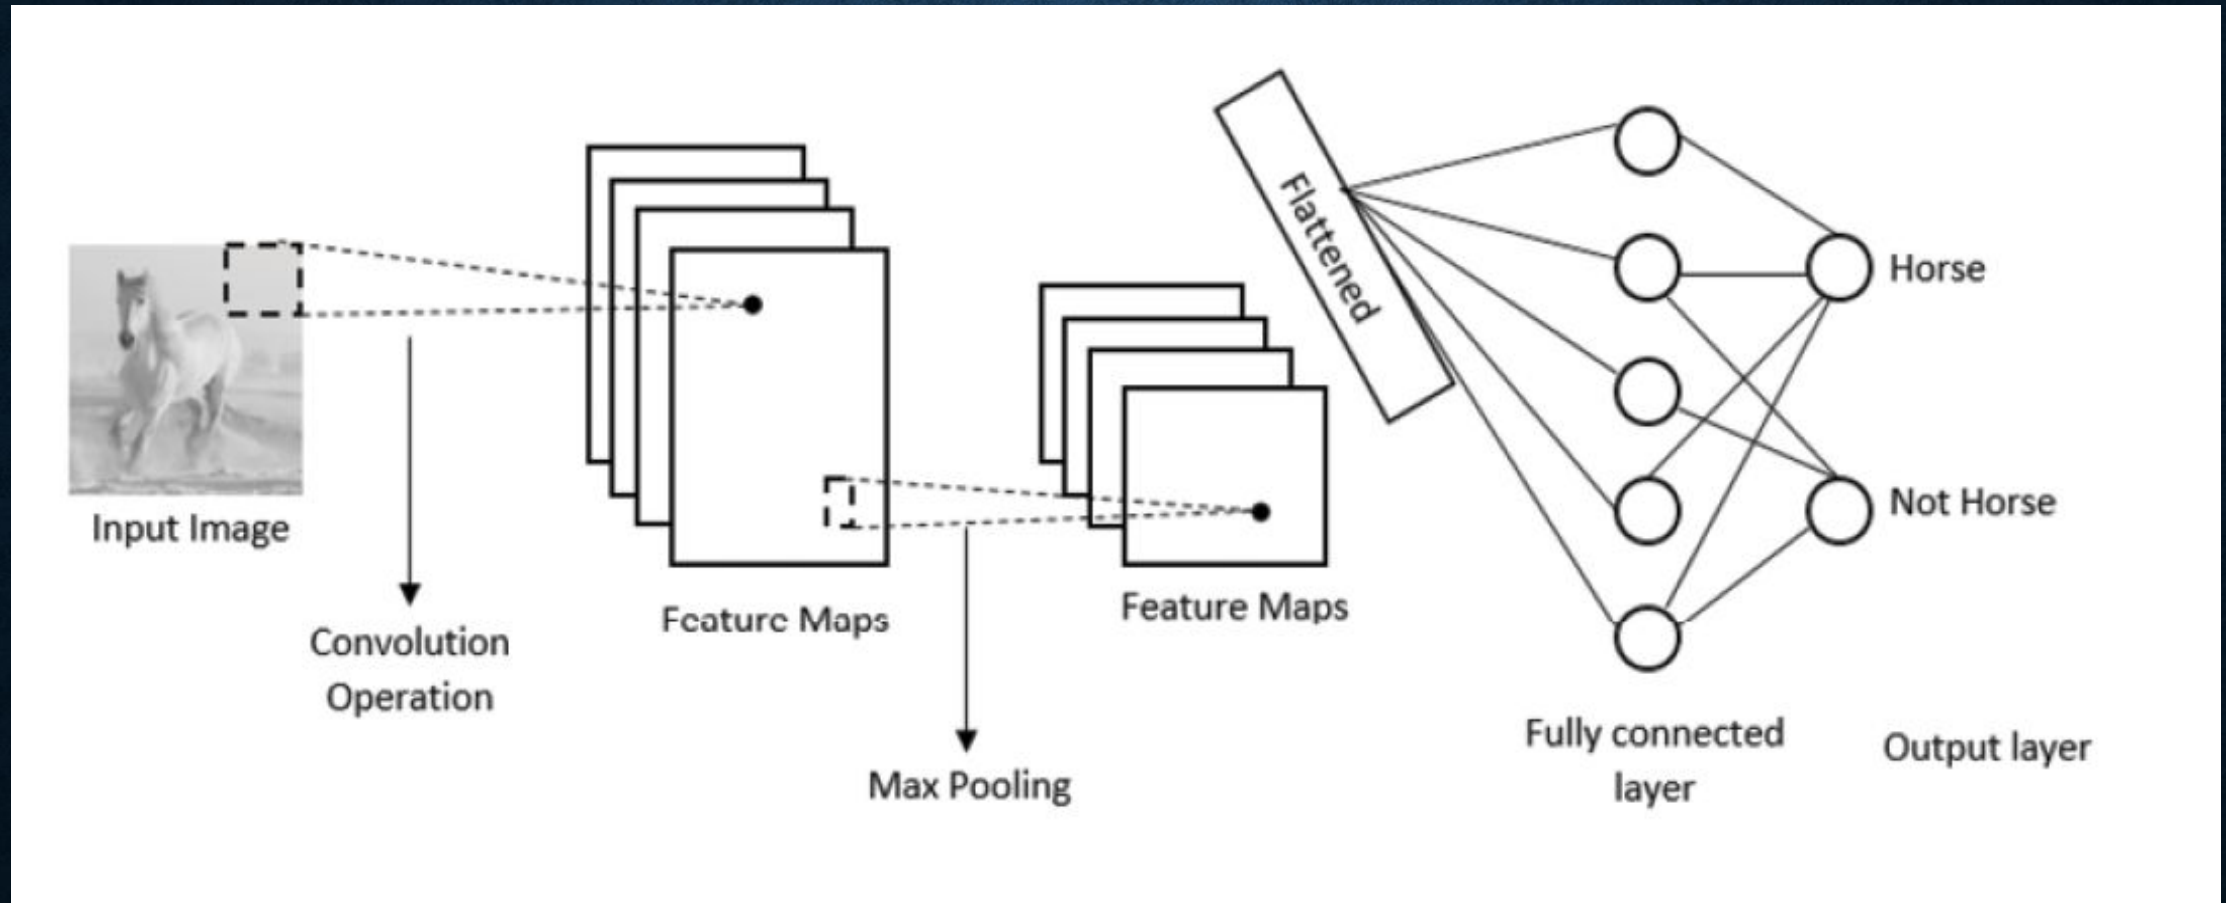 Input Image
Convolution
Operation
Feature Maps
Max Pooling
Feature Maps
Flattened
Horse
Not Horse
Fully connected
layer
Output layer